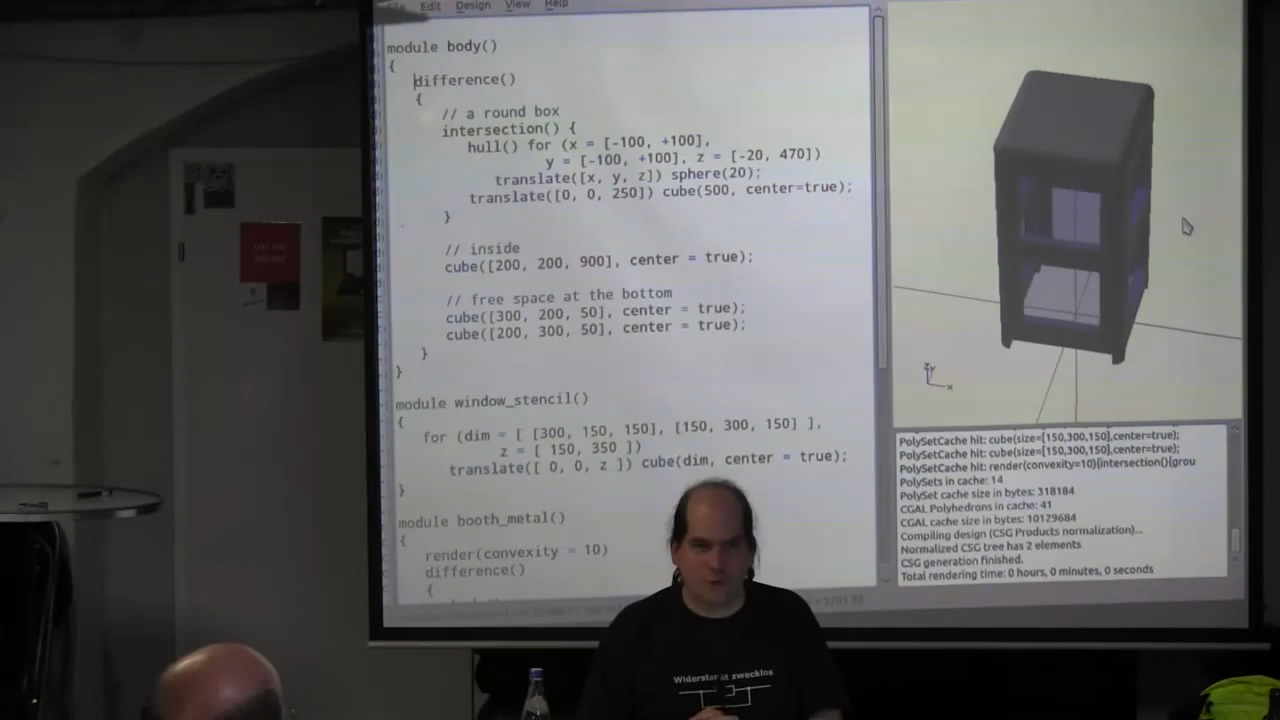 File Edit Design View Help
module body()
{
difference()
{
// a round box
intersection() {
hull() for (x = [-100, +100],
y = [-100, +100], z = [-20, 470])
translate([x, y, z]) sphere(20);
translate([0, 0, 250]) cube(500, center=true);
}
// inside
cube([200, 200, 900], center = true);
// free space at the bottom
cube([300, 200, 50], center = true);
cube([200, 300, 50], center = true);
}
}
module window_stencil()
{
for (dim = [ [300, 150, 150], [150, 300, 150] ],
z = [ 150, 350 ])
translate([ 0, 0, z ]) cube(dim, center = true);
}
module booth_metal()
{
render(convexity = 10)
difference()
{
z y
x
PolySetCache hit: cube(size=[150,300,150],center=true);
PolySetCache hit: cube(size=[150,300,150],center=true);
PolySetCache hit: render(convexity=10){intersection(){grou
PolySets in cache: 14
PolySet cache size in bytes: 318184
CGAL Polyhedrons in cache: 41
CGAL cache size in bytes: 10129684
Compiling design (CSG Products normalization)...
Normalized CSG tree has 2 elements
CSG generation finished.
Total rendering time: 0 hours, 0 minutes, 0 seconds
zwecklos